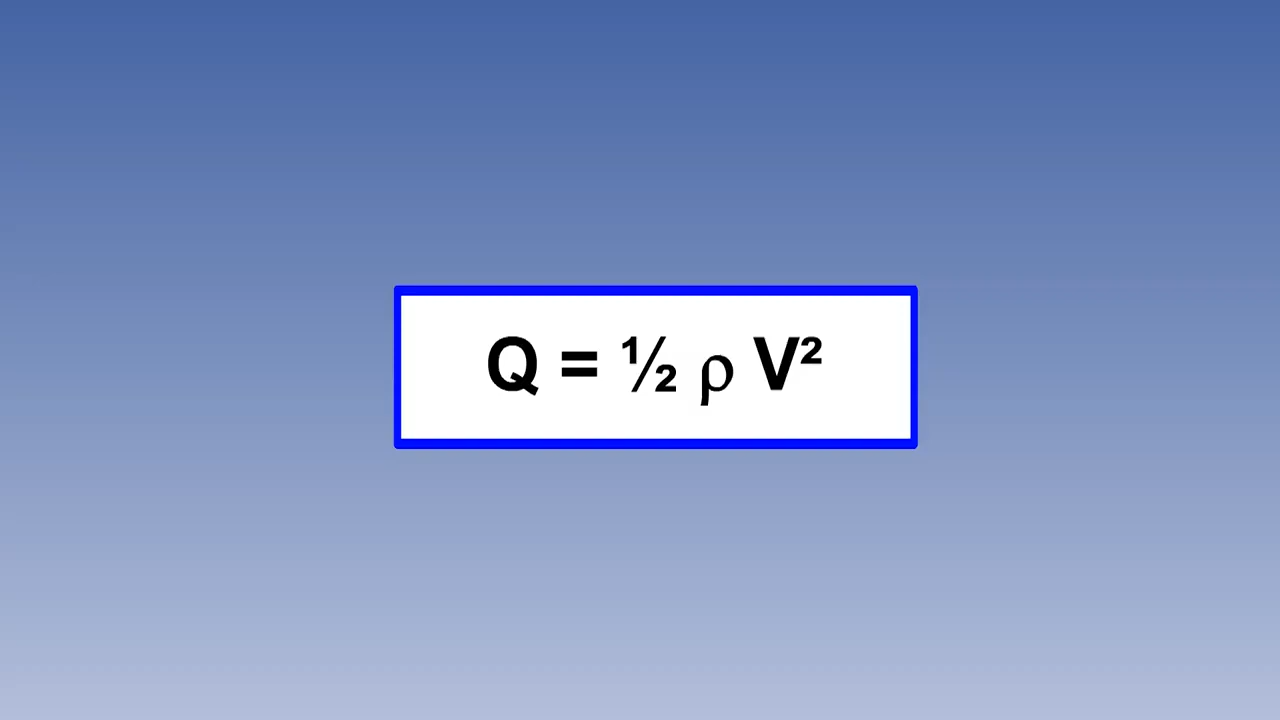 Q = ½ ρ V²